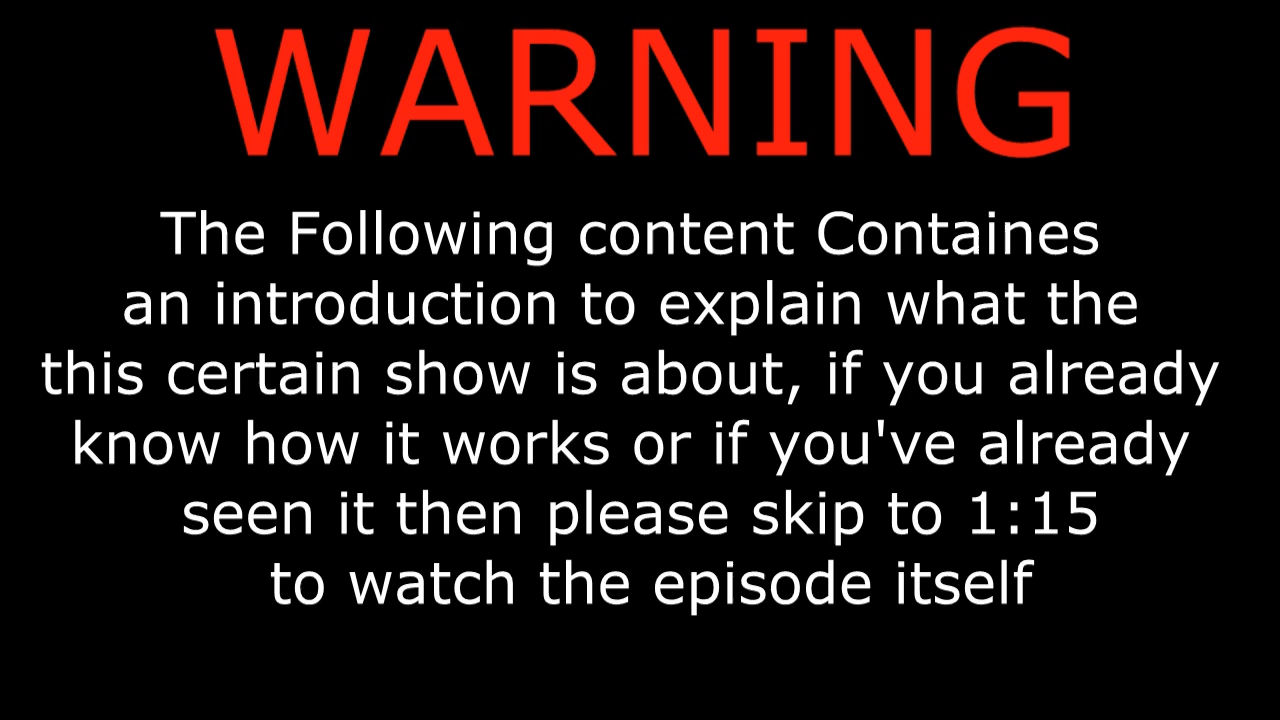 WARNING
The Following content Containes
an introduction to explain what the
this certain show is about, if you already
know how it works or if you've already
seen it then please skip to 1:15
to watch the episode itself